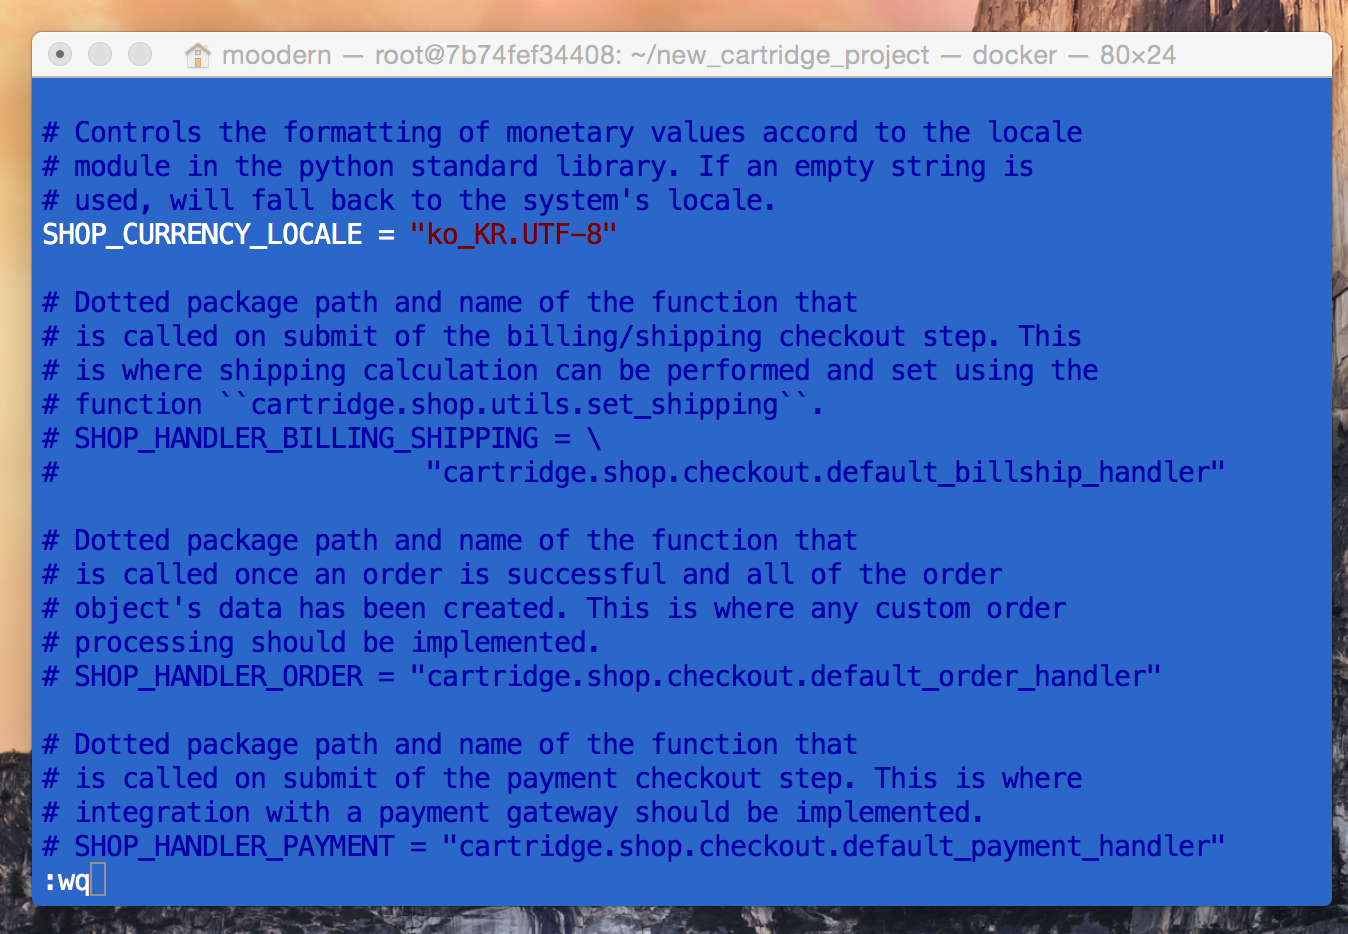 moodern — root@7b74fef34408: ~/new_cartridge_project — docker — 80×24
# Controls the formatting of monetary values accord to the locale
# module in the python standard library. If an empty string is
# used, will fall back to the system's locale.
SHOP_CURRENCY_LOCALE = "ko_KR.UTF-8"
# Dotted package path and name of the function that
# is called on submit of the billing/shipping checkout step. This
# is where shipping calculation can be performed and set using the
# function ``cartridge.shop.utils.set_shipping``.
# SHOP_HANDLER_BILLING_SHIPPING = \
#                       "cartridge.shop.checkout.default_billship_handler"
# Dotted package path and name of the function that
# is called once an order is successful and all of the order
# object's data has been created. This is where any custom order
# processing should be implemented.
# SHOP_HANDLER_ORDER = "cartridge.shop.checkout.default_order_handler"
# Dotted package path and name of the function that
# is called on submit of the payment checkout step. This is where
# integration with a payment gateway should be implemented.
# SHOP_HANDLER_PAYMENT = "cartridge.shop.checkout.default_payment_handler"
:wq